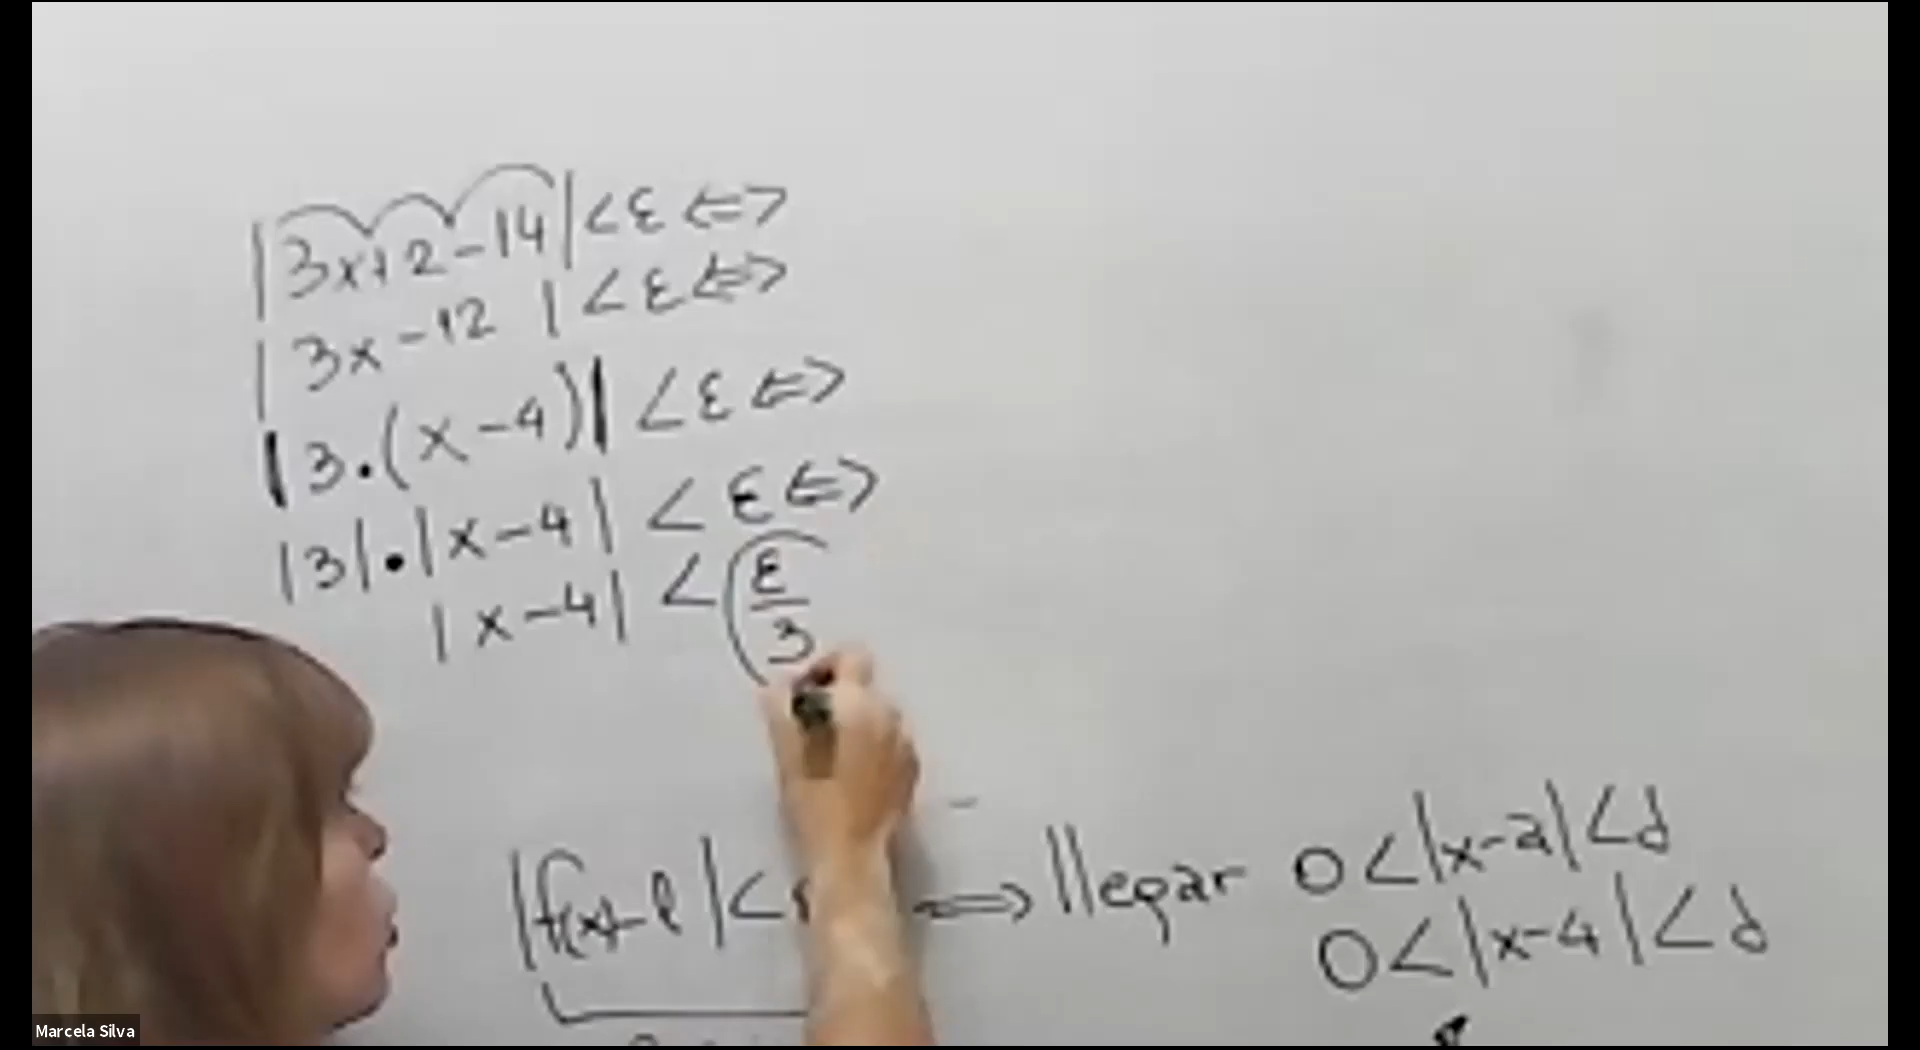 |3x+2-14|<ε⇔
|3x-12|<ε⇔
|3·(x-4)|<ε⇔
|3|·|x-4|<ε⇔
|x-4|<ε/3
|f(x)-l|< ⟹ llegar 0<|x-a|<d
0<|x-4|<d
Marcela Silva